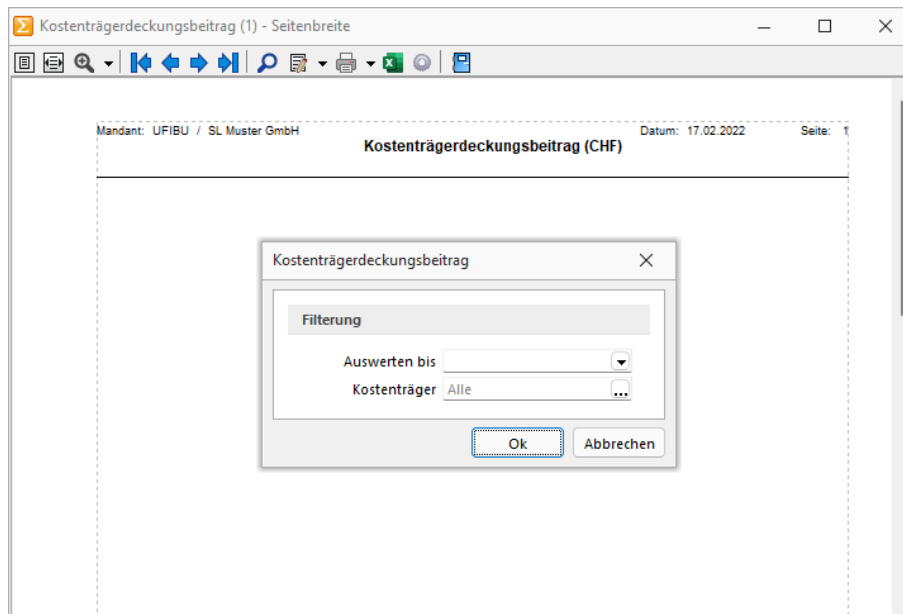 Kostenträgerdeckungsbeitrag (1) - Seitenbreite
Mandant: UFIBU / SL Muster GmbH Datum: 17.02.2022 Seite: 1
Kostenträgerdeckungsbeitrag (CHF)
Kostenträgerdeckungsbeitrag
Filterung
Auswerten bis
Kostenträger Alle
Ok Abbrechen